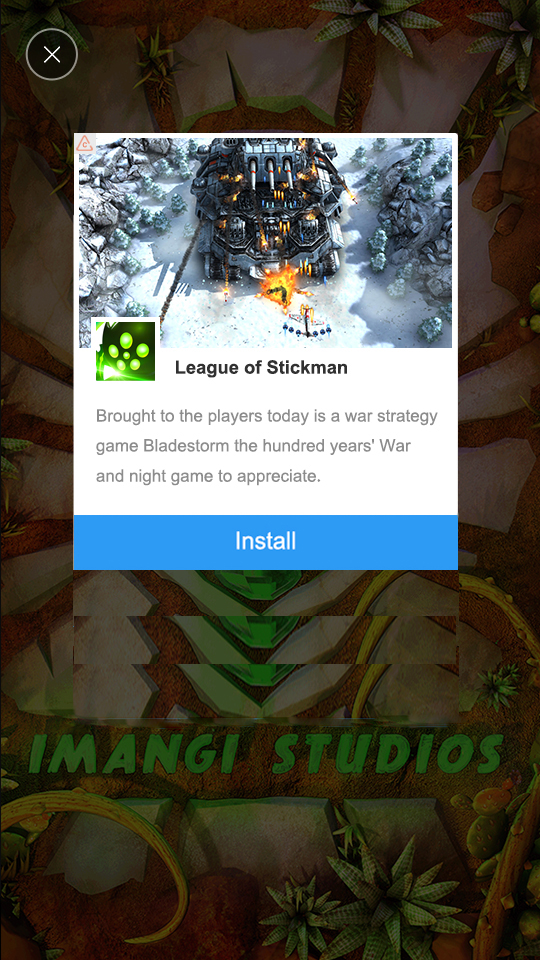 League of Stickman
Brought to the players today is a war strategy
game Bladestorm the hundred years' War
and night game to appreciate.
Install
IMANGI STUDIOS